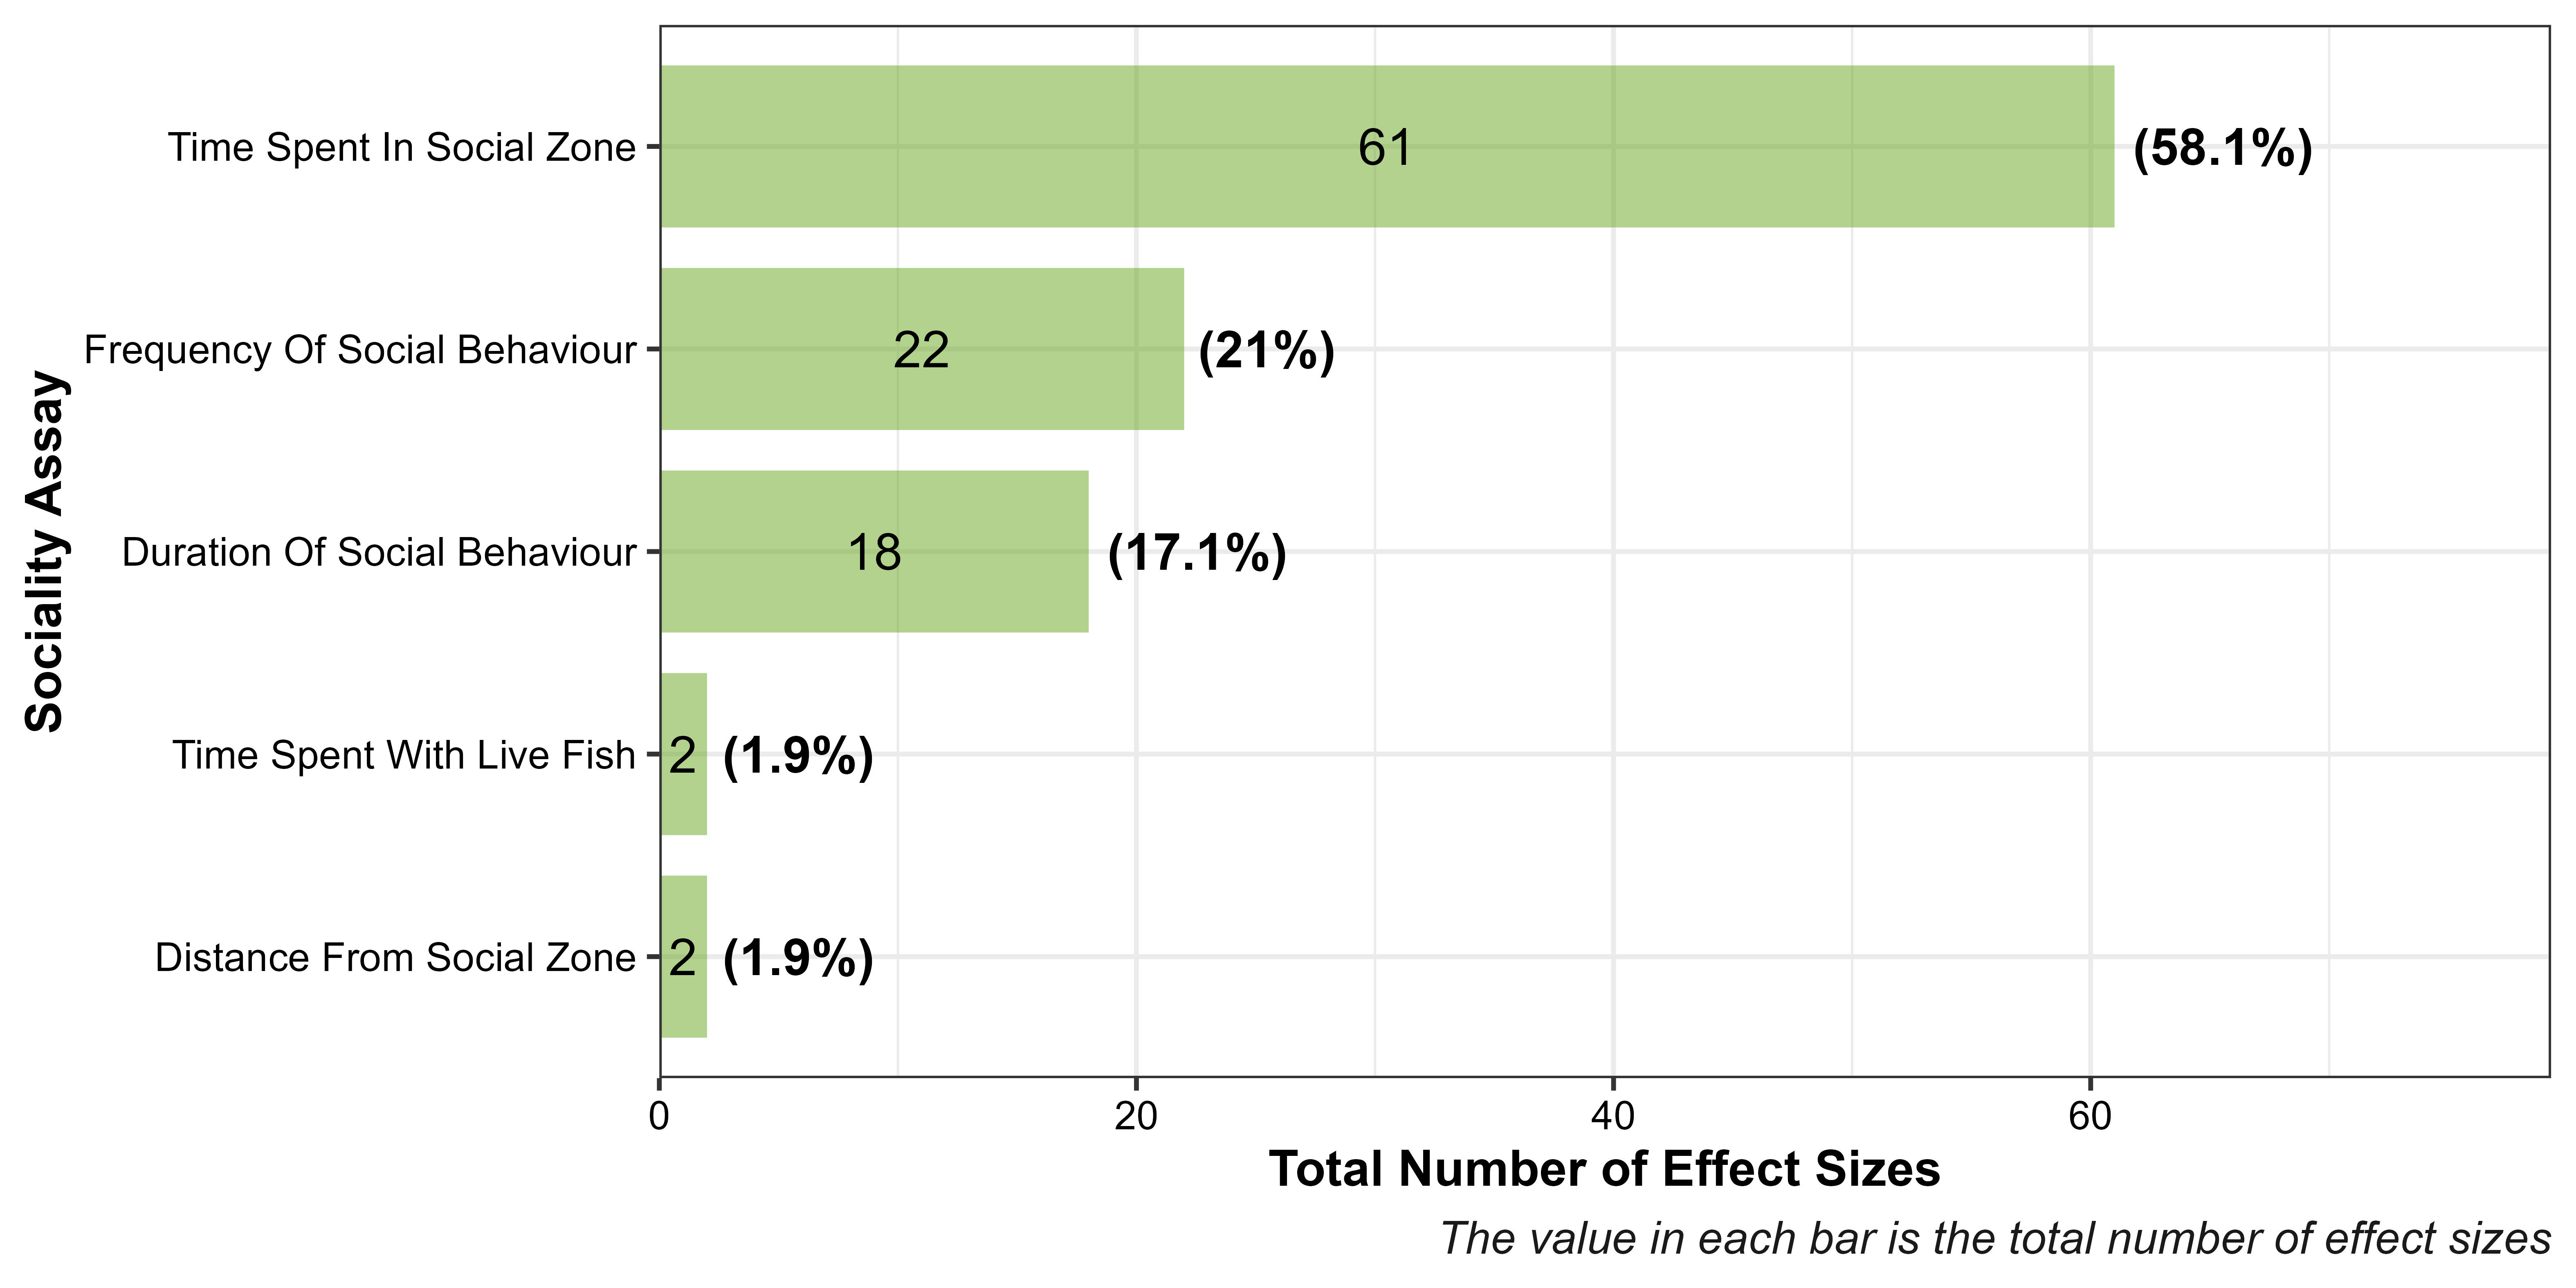 Sociality Assay
Time Spent In Social Zone
61
(58.1%)
Frequency Of Social Behaviour
22
(21%)
Duration Of Social Behaviour
18
(17.1%)
Time Spent With Live Fish
2
(1.9%)
Distance From Social Zone
2
(1.9%)
0 20 40 60
Total Number of Effect Sizes
The value in each bar is the total number of effect sizes